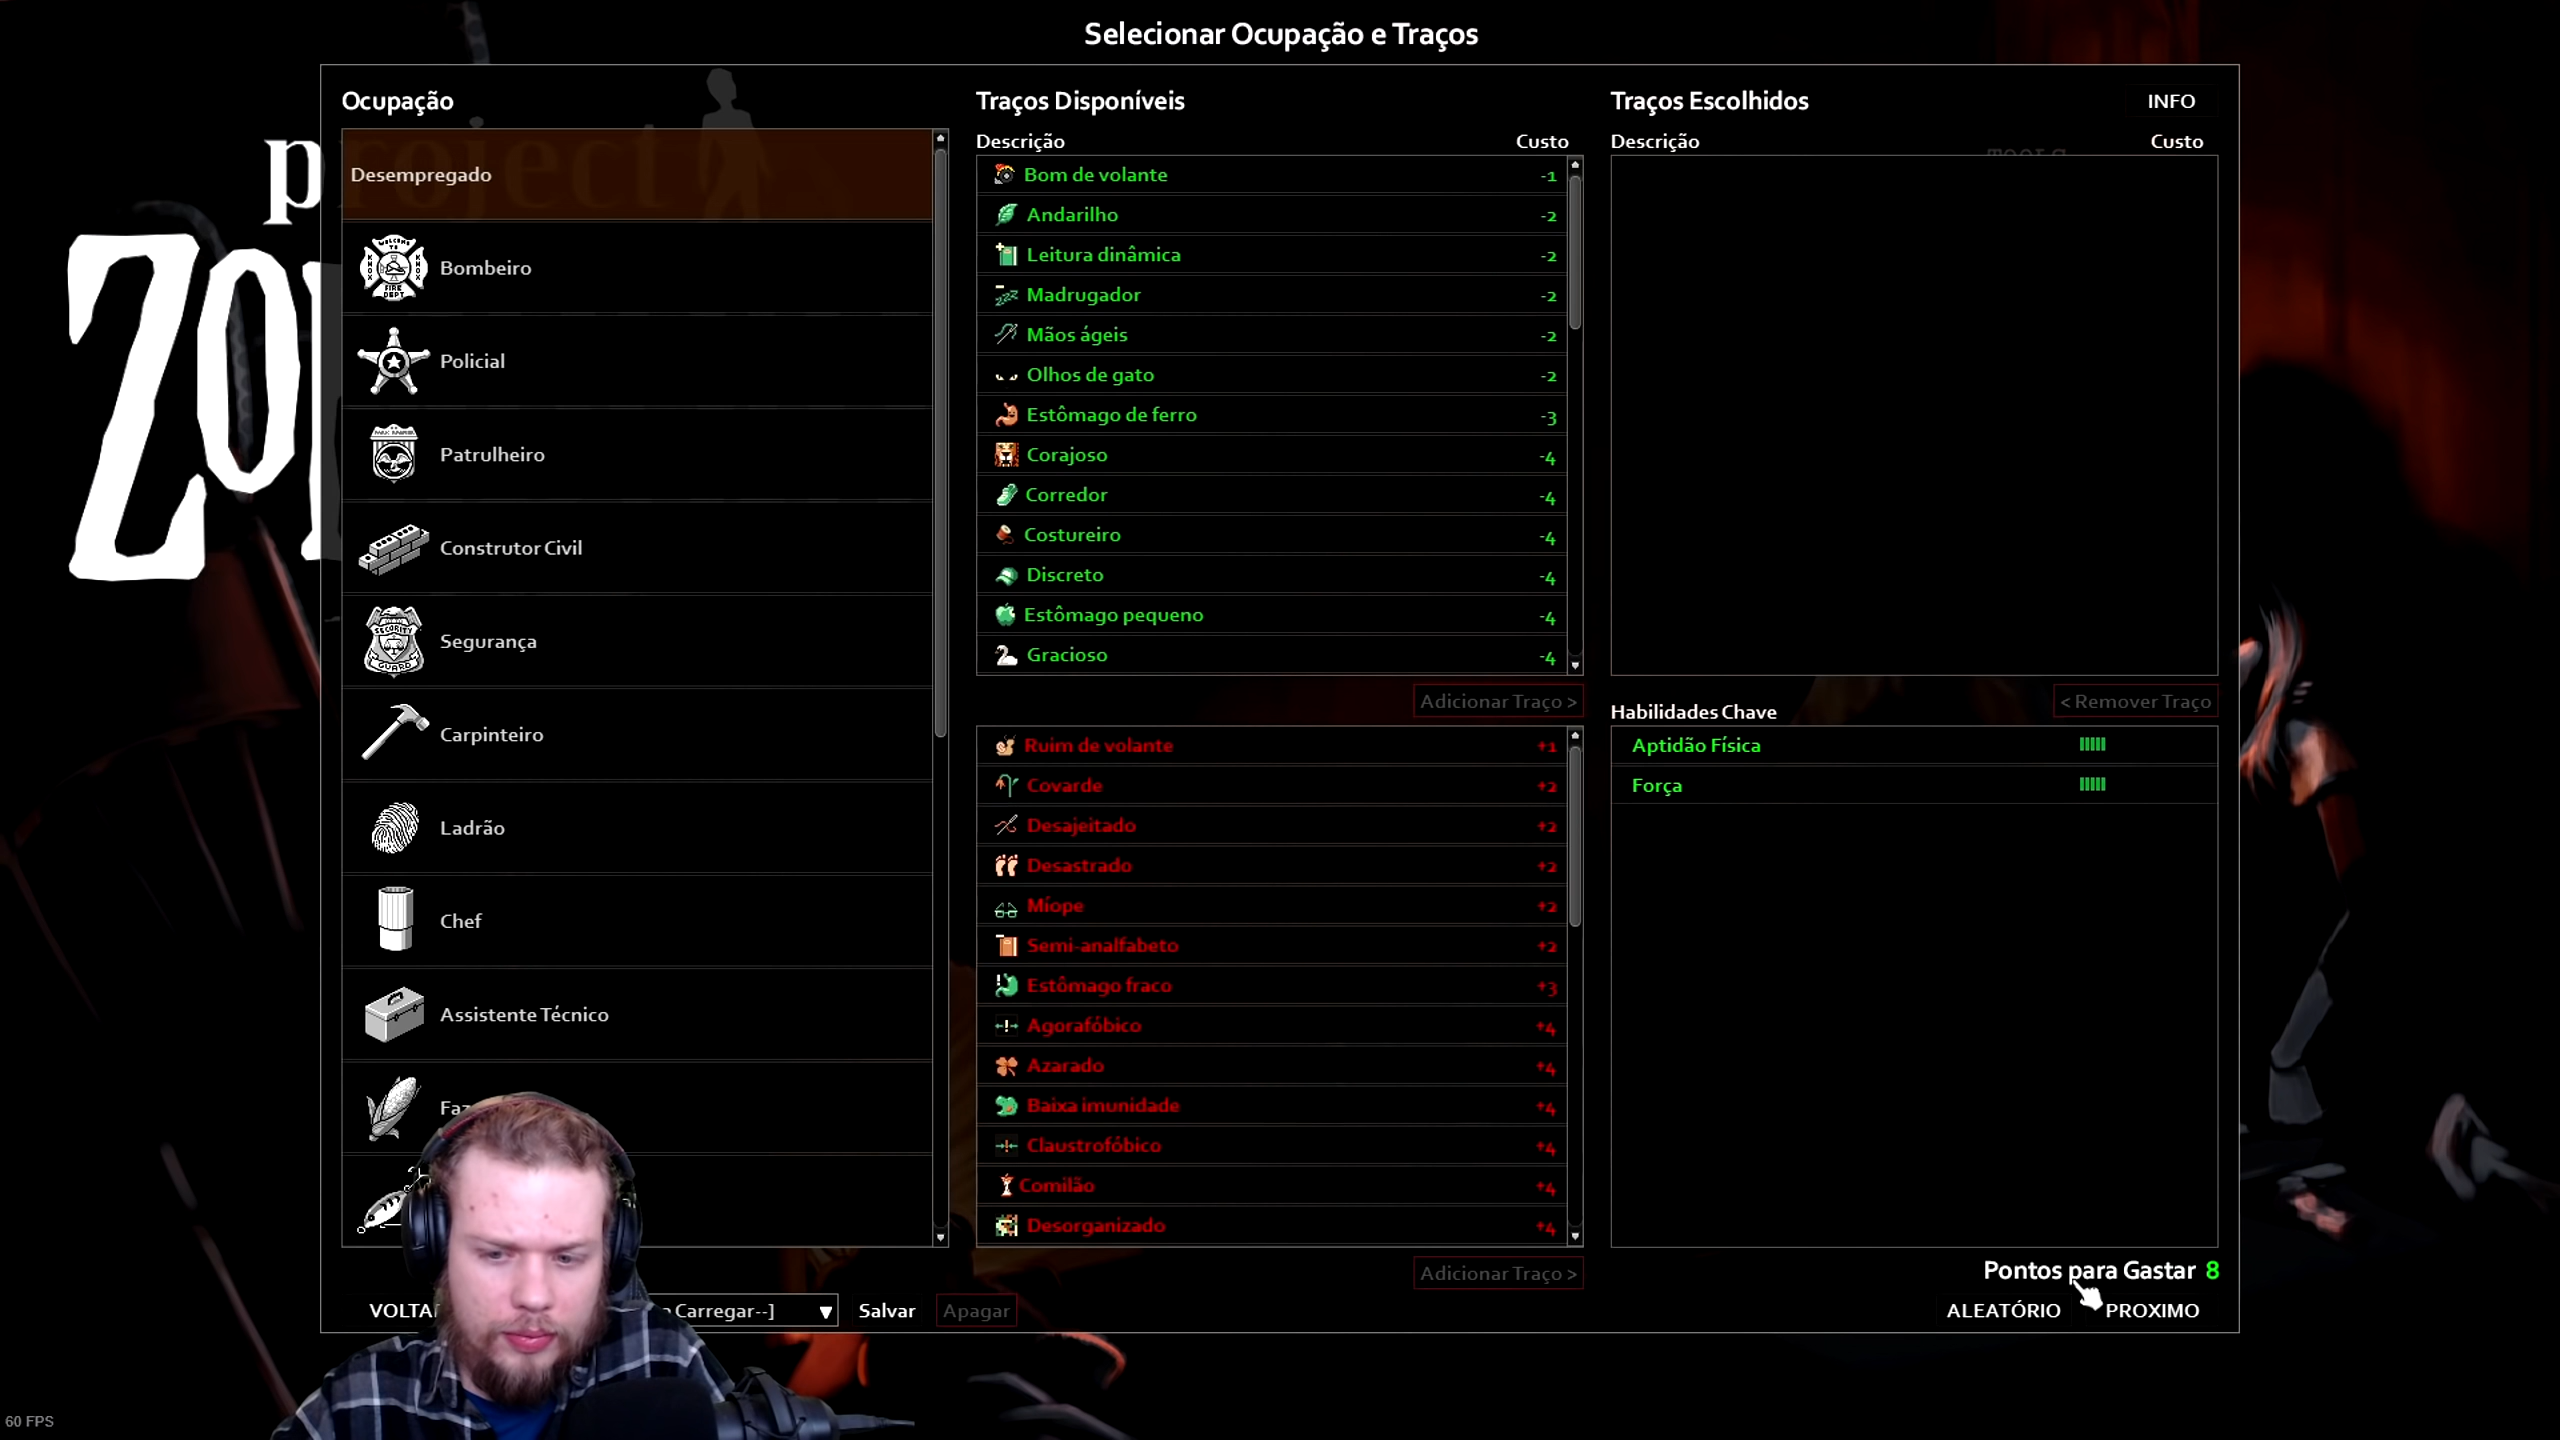 Selecionar Ocupação e Traços
Ocupação
Desempregado
Bombeiro
Policial
Patrulheiro
Construtor Civil
Segurança
Carpinteiro
Ladrão
Chef
Assistente Técnico
Faz
Traços Disponíveis
Descrição Custo
Bom de volante -1
Andarilho -2
Leitura dinâmica -2
Madrugador -2
Mãos ágeis -2
Olhos de gato -2
Estômago de ferro -3
Corajoso -4
Corredor -4
Costureiro -4
Discreto -4
Estômago pequeno -4
Gracioso -4
Adicionar Traço >
Ruim de volante +1
Covarde +2
Desajeitado +2
Desastrado +2
Míope +2
Semi-analfabeto +2
Estômago fraco +3
Agorafóbico +4
Azarado +4
Baixa imunidade +4
Claustrofóbico +4
Comilão +4
Desorganizado +4
Adicionar Traço >
Traços Escolhidos INFO
Descrição Custo
< Remover Traço
Habilidades Chave
Aptidão Física
Força
Pontos para Gastar 8
VOLTA Carregar--] Salvar Apagar ALEATÓRIO PROXIMO
project
ZO
60 FPS